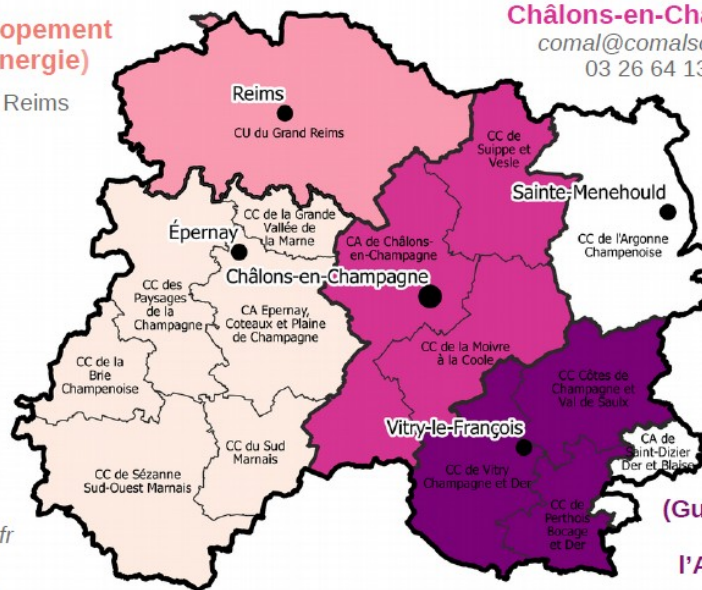 opement
nergie)
Reims
Châlons-en-Cha
comal@comalso
03 26 64 13
Reims
CU du Grand Reims
CC de
Suippe et
Vesle
Sainte-Menehould
CC de l'Argonne
Champenoise
CC de la Grande
Vallée de
la Marne
Épernay
CA de Châlons-
en-Champagne
Châlons-en-Champagne
CC des
Paysages
de la
Champagne
CA Epernay,
Coteaux et Plaine
de Champagne
CC de la Moivre
à la Coole
CC de la
Brie
Champenoise
CC Côtes de
Champagne et
Val de Saulx
Vitry-le-François
CC du Sud
Marnais
CA de
Saint-Dizier
Der et Blaise
CC de Sézanne
Sud-Ouest Marnais
CC de Vitry
Champagne et Der
CC de
Perthois
Bocage
et Der
(Gu
fr
l'A